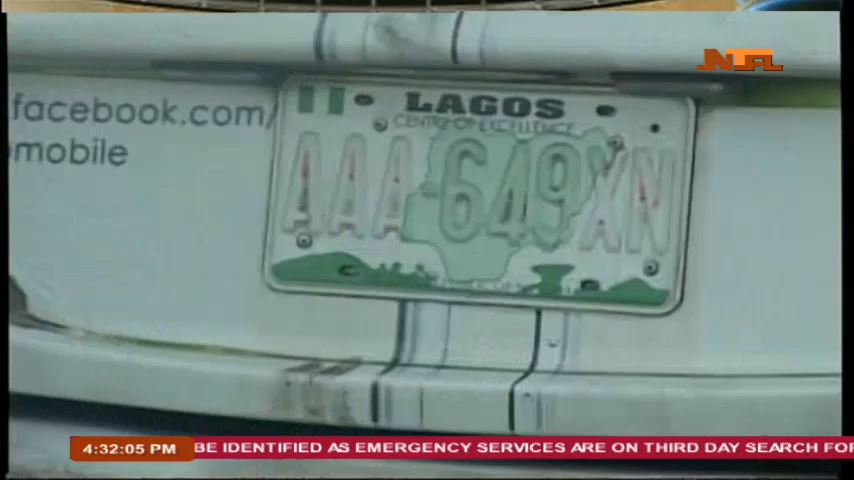 NTA
facebook.com/
mobile
LAGOS
CENTRE OF EXCELLENCE
AAA-649XN
4:32:05 PM BE IDENTIFIED AS EMERGENCY SERVICES ARE ON THIRD DAY SEARCH FOR